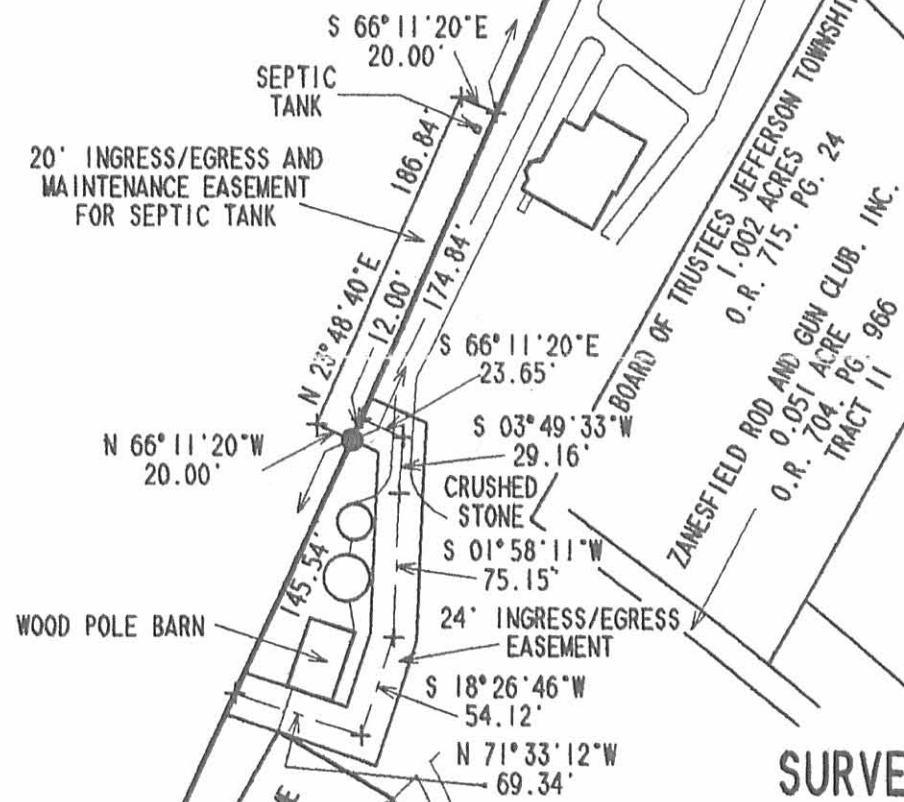 S 66° 11' 20" E
20.00'
SEPTIC
TANK
186.84'
20' INGRESS/EGRESS AND
MAINTENANCE EASEMENT
FOR SEPTIC TANK
N 23° 48' 40" E
12.00'
174.84'
BOARD OF TRUSTEES JEFFERSON TOWNSHIP
1.002 ACRES
O.R. 715. PG. 24
ZANESFIELD ROD AND GUN CLUB. INC.
0.051 ACRE
O.R. 704. PG. 966
TRACT 11
S 66° 11' 20" E
23.65'
N 66° 11' 20" W
20.00'
S 03° 49' 33" W
29.16'
CRUSHED
STONE
S 01° 58' 11" W
75.15'
145.54'
WOOD POLE BARN
24' INGRESS/EGRESS
EASEMENT
S 18° 26' 46" W
54.12'
N 71° 33' 12" W
69.34'
SURVE